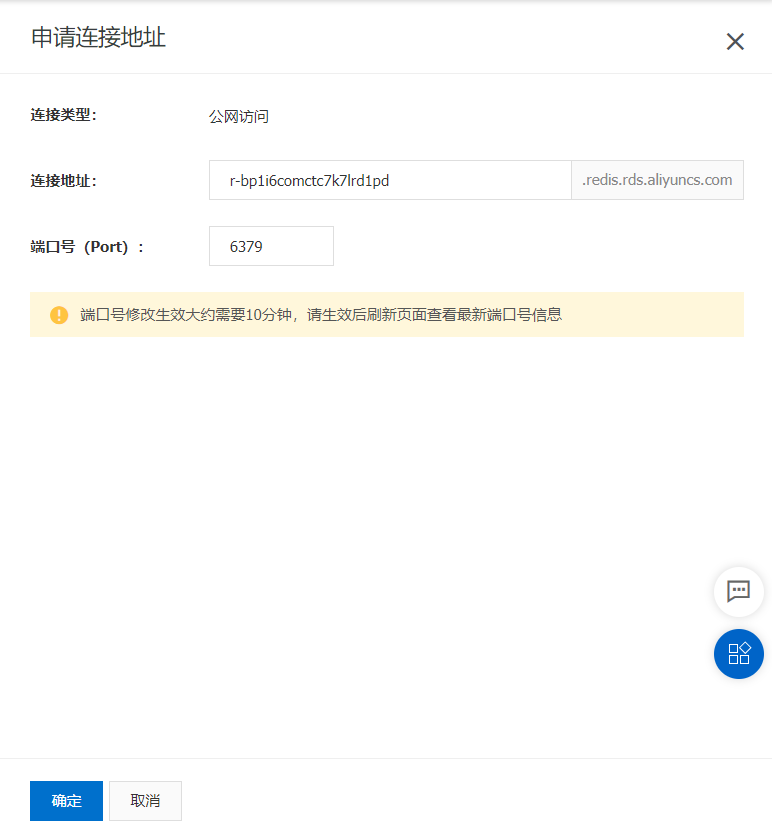 申请连接地址
连接类型：
公网访问
连接地址：
r-bp1i6comctc7k7lrd1pd
.redis.rds.aliyuncs.com
端口号（Port）：
6379
端口号修改生效大约需要10分钟，请生效后刷新页面查看最新端口号信息
确定
取消